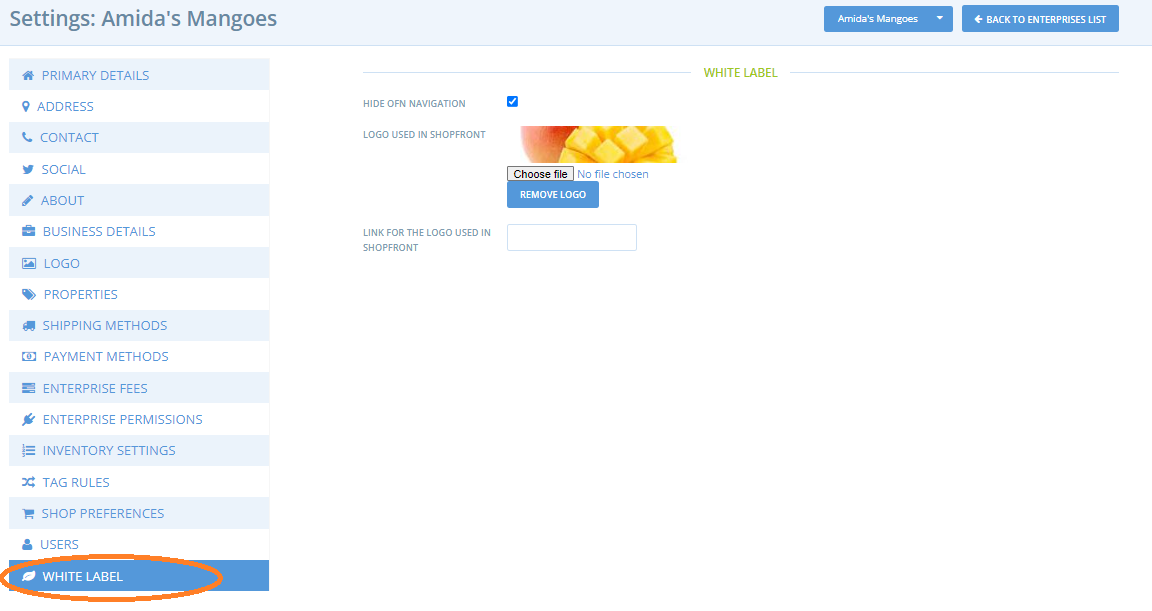 Settings: Amida's Mangoes
Amida's Mangoes
BACK TO ENTERPRISES LIST
PRIMARY DETAILS
ADDRESS
CONTACT
SOCIAL
ABOUT
BUSINESS DETAILS
LOGO
PROPERTIES
SHIPPING METHODS
PAYMENT METHODS
ENTERPRISE FEES
ENTERPRISE PERMISSIONS
INVENTORY SETTINGS
TAG RULES
SHOP PREFERENCES
USERS
WHITE LABEL
WHITE LABEL
HIDE OFN NAVIGATION
LOGO USED IN SHOPFRONT
Choose file No file chosen
REMOVE LOGO
LINK FOR THE LOGO USED IN
SHOPFRONT